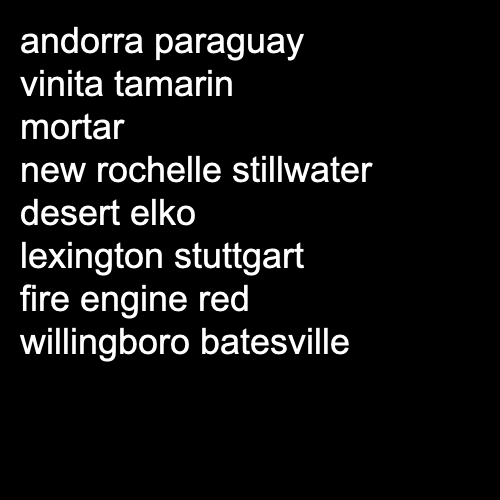 andorra paraguay
vinita tamarin
mortar
new rochelle stillwater
desert elko
lexington stuttgart
fire engine red
willingboro batesville